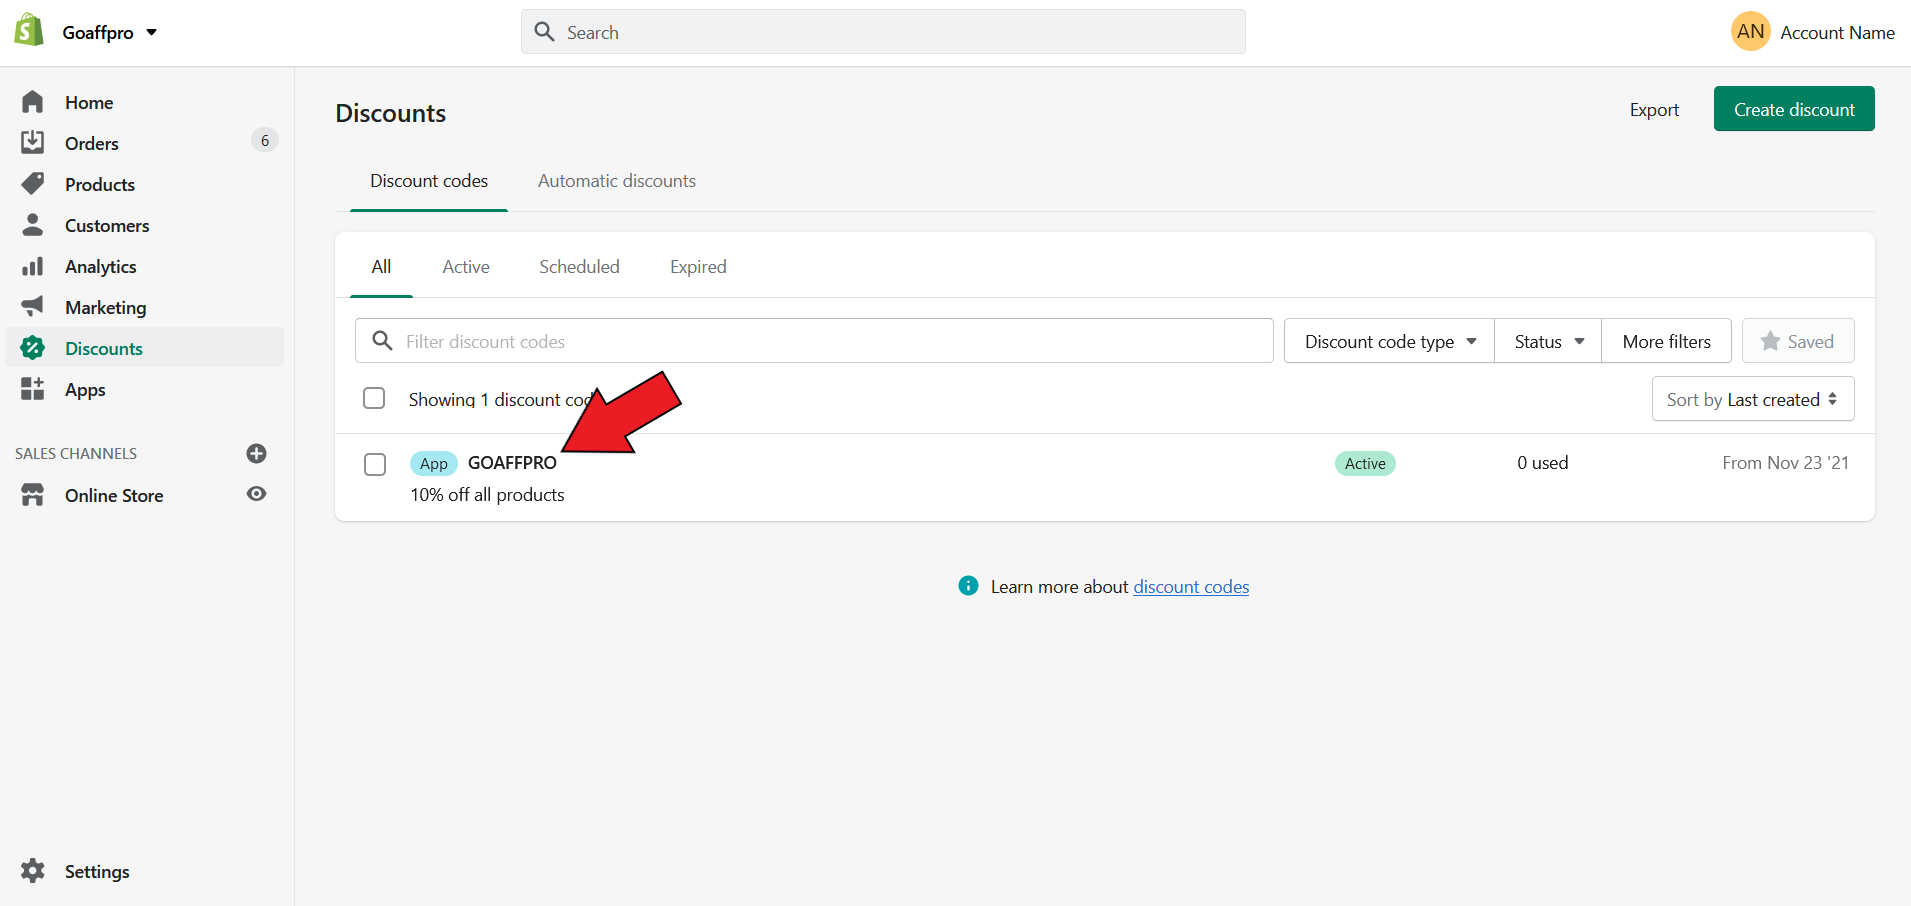 Goaffpro
Search
AN Account Name
Home
Orders 6
Products
Customers
Analytics
Marketing
Discounts
Apps
SALES CHANNELS
Online Store
Settings
Discounts
Export Create discount
Discount codes Automatic discounts
All Active Scheduled Expired
Filter discount codes Discount code type Status More filters Saved
Showing 1 discount Sort by Last created
App GOAFFPRO Active 0 used From Nov 23 '21
10% off all products
Learn more about discount codes